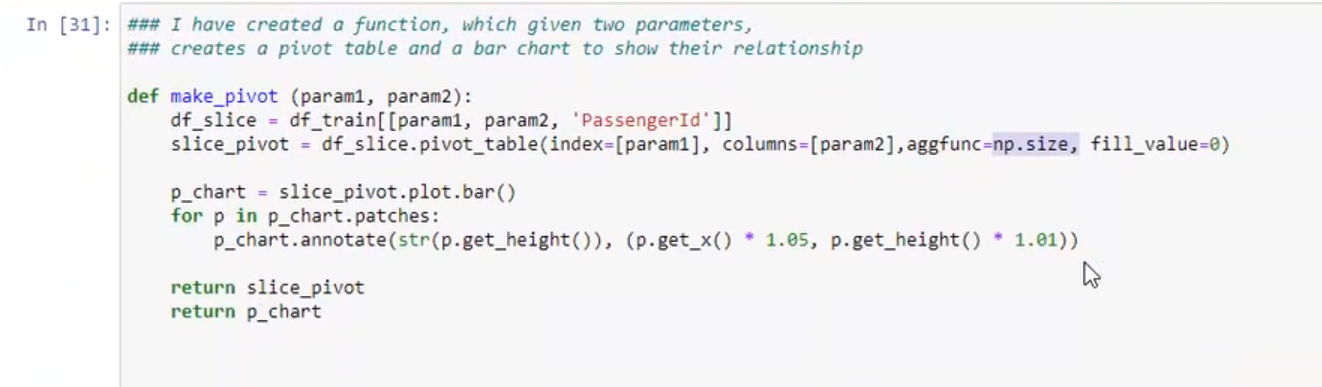 In [31]: ### I have created a function, which given two parameters,
### creates a pivot table and a bar chart to show their relationship
def make_pivot (param1, param2):
    df_slice = df_train[[param1, param2, 'PassengerId']]
    slice_pivot = df_slice.pivot_table(index=[param1], columns=[param2],aggfunc=np.size, fill_value=0)
    p_chart = slice_pivot.plot.bar()
    for p in p_chart.patches:
        p_chart.annotate(str(p.get_height()), (p.get_x() * 1.05, p.get_height() * 1.01))
    return slice_pivot
    return p_chart